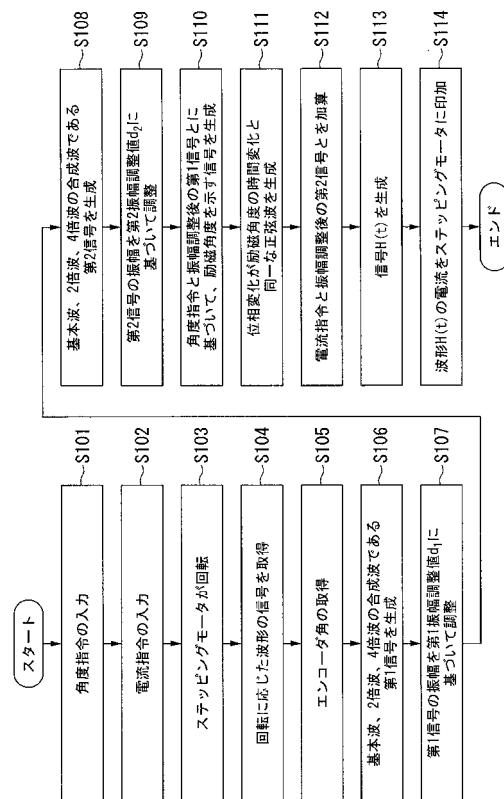 スタート
角度指令の入力
S101
電流指令の入力
S102
ステッピングモータが回転
S103
回転に応じた波形の信号を取得
S104
エンコーダ角の取得
S105
基本波、2倍波、4倍波の合成波である
第1信号を生成
S106
第1信号の振幅を第1振幅調整値d₁に
基づいて調整
S107
基本波、2倍波、4倍波の合成波である
第2信号を生成
S108
第2信号の振幅を第2振幅調整値d₂に
基づいて調整
S109
角度指令と振幅調整後の第1信号とに
基づいて、励磁角度を示す信号を生成
S110
位相変化が励磁角度の時間変化と
同一な正弦波を生成
S111
電流指令と振幅調整後の第2信号とを加算
S112
信号H(t)を生成
S113
波形H(t)の電流をステッピングモータに印加
S114
エンド